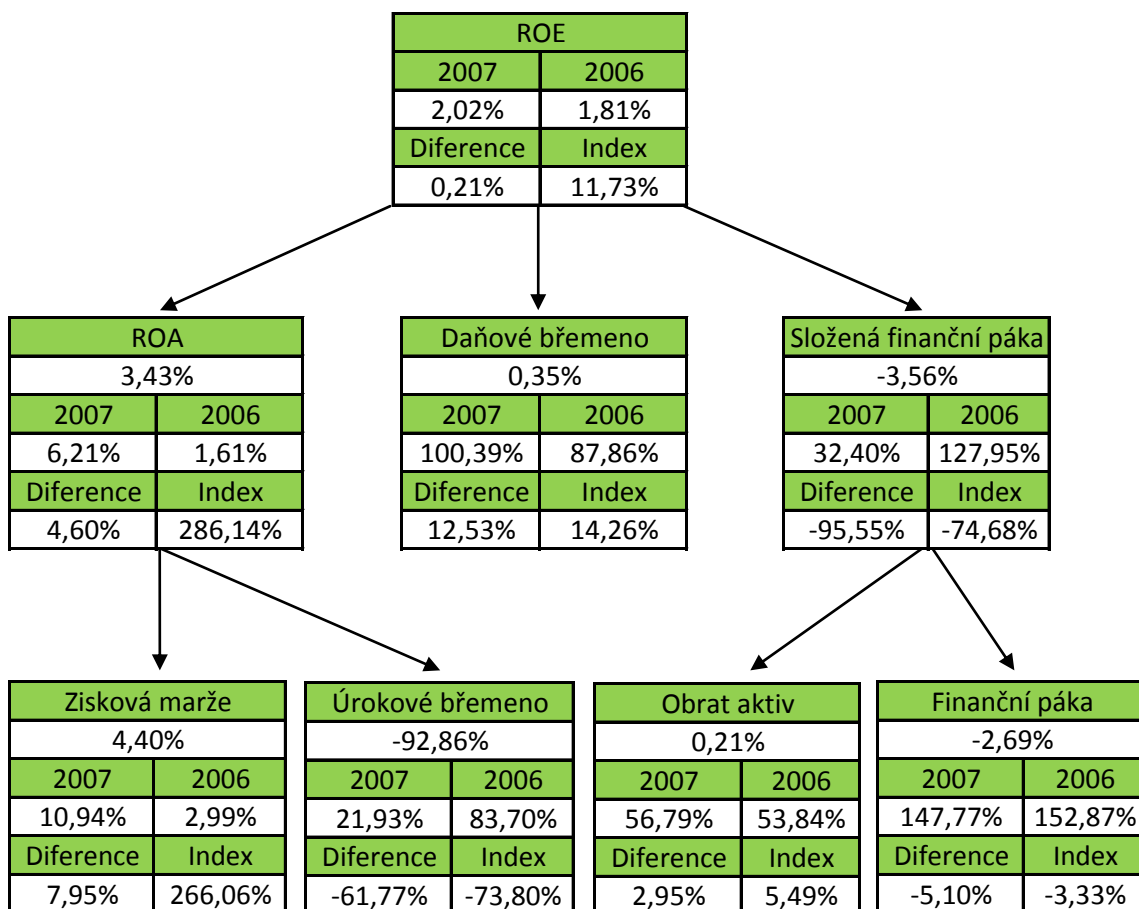 ROE
2007 2006
2,02% 1,81%
Diference Index
0,21% 11,73%
ROA
3,43%
2007 2006
6,21% 1,61%
Diference Index
4,60% 286,14%
Daňové břemeno
0,35%
2007 2006
100,39% 87,86%
Diference Index
12,53% 14,26%
Složená finanční páka
-3,56%
2007 2006
32,40% 127,95%
Diference Index
-95,55% -74,68%
Zisková marže
4,40%
2007 2006
10,94% 2,99%
Diference Index
7,95% 266,06%
Úrokové břemeno
-92,86%
2007 2006
21,93% 83,70%
Diference Index
-61,77% -73,80%
Obrat aktiv
0,21%
2007 2006
56,79% 53,84%
Diference Index
2,95% 5,49%
Finanční páka
-2,69%
2007 2006
147,77% 152,87%
Diference Index
-5,10% -3,33%